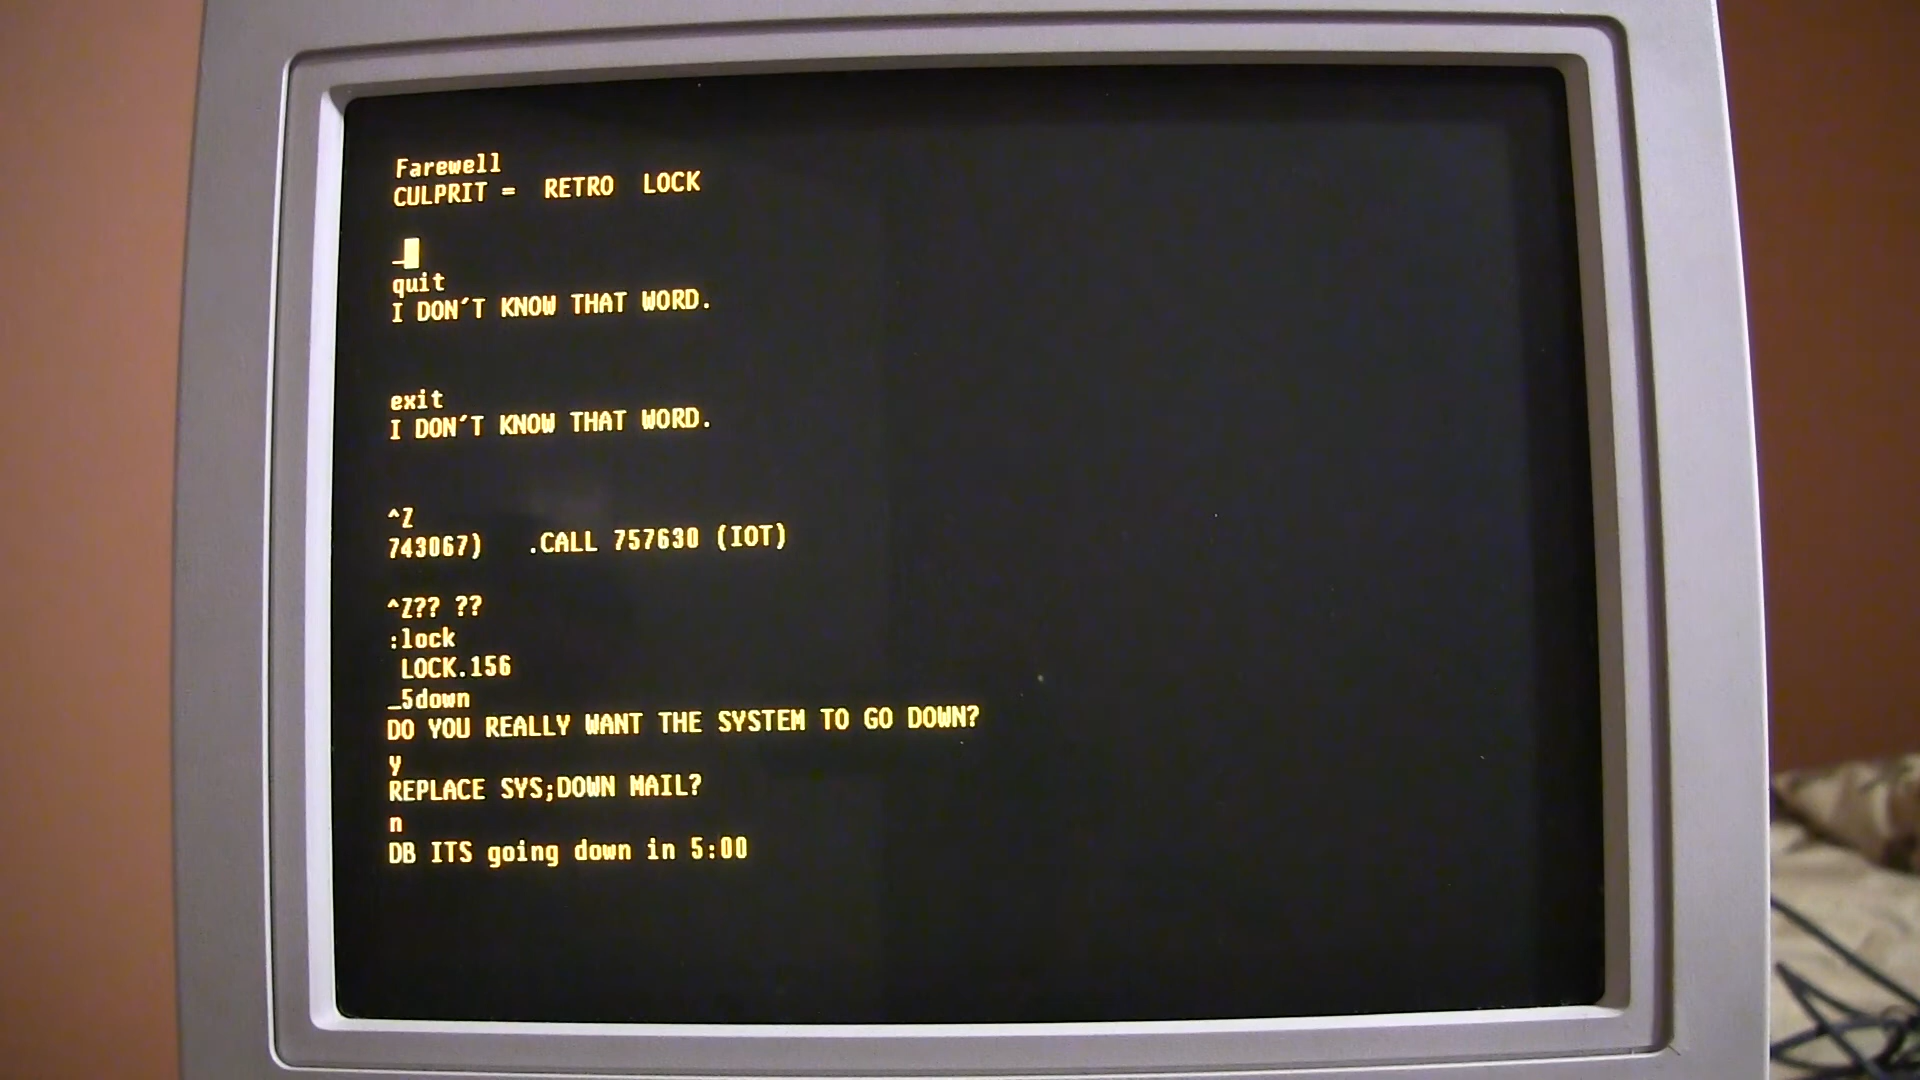 Farewell
CULPRIT =  RETRO  LOCK
_
quit
I DON'T KNOW THAT WORD.
exit
I DON'T KNOW THAT WORD.
^Z
743067)   .CALL 757630 (IOT)
^Z?? ??
:lock
LOCK.156
_5down
DO YOU REALLY WANT THE SYSTEM TO GO DOWN?
y
REPLACE SYS;DOWN MAIL?
n
DB ITS going down in 5:00